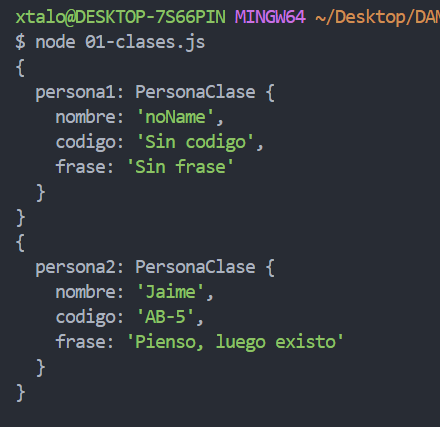 xtalo@DESKTOP-7S66PIN MINGW64 ~/Desktop/DAM
$ node 01-clases.js
{
  persona1: PersonaClase {
    nombre: 'noName',
    codigo: 'Sin codigo',
    frase: 'Sin frase'
  }
}
{
  persona2: PersonaClase {
    nombre: 'Jaime',
    codigo: 'AB-5',
    frase: 'Pienso, luego existo'
  }
}